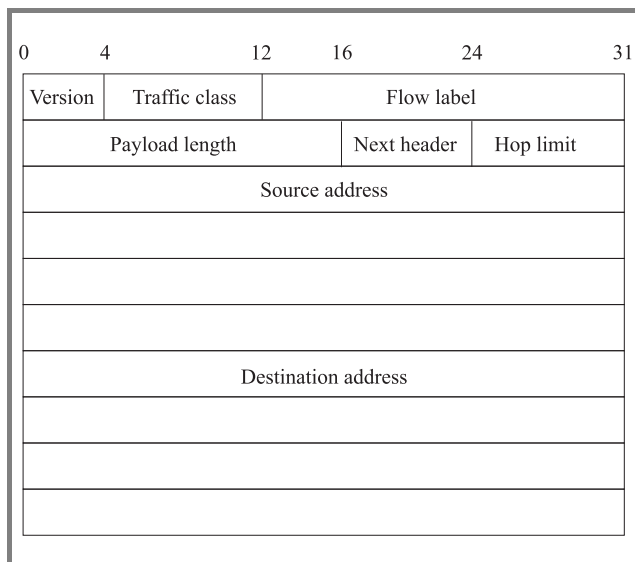 0 4 12 16 24 31
Version Traffic class Flow label
Payload length Next header Hop limit
Source address
Destination address